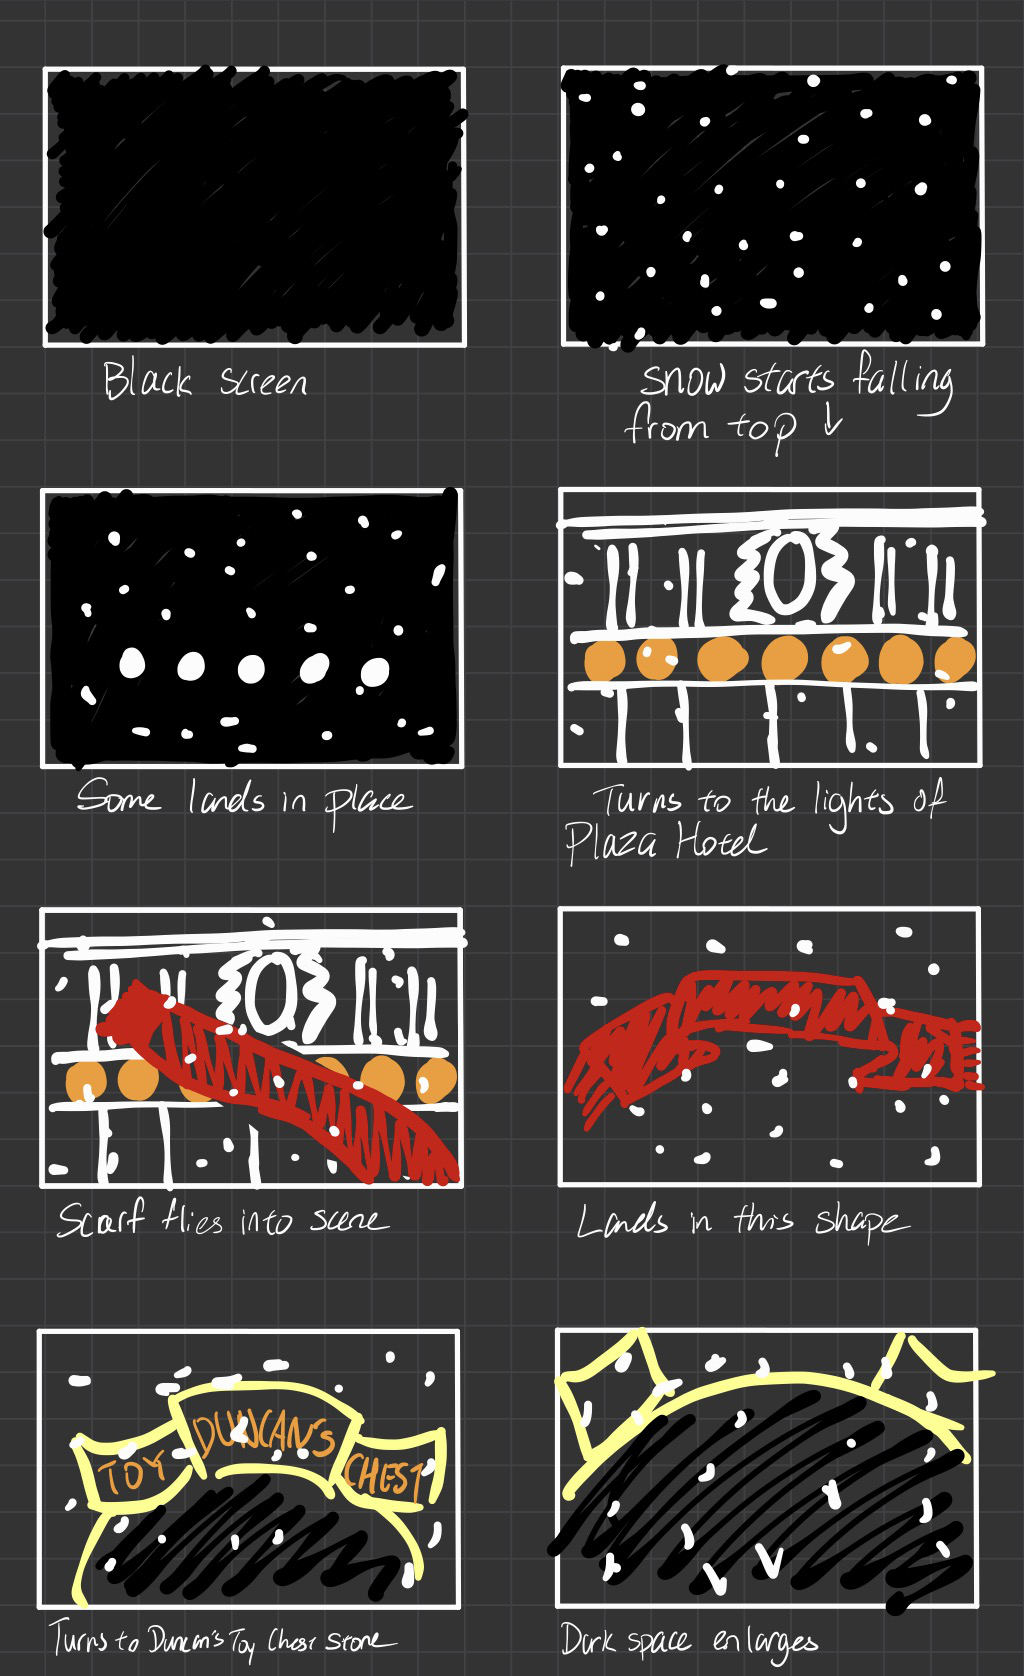 Black screen
Snow starts falling
from top ↓
Some lands in place
Turns to the lights of
Plaza Hotel
Scarf flies into scene
Lands in this shape
TOY DUNCAN'S CHEST
Turns to Duncan's Toy Chest store
Dark space enlarges